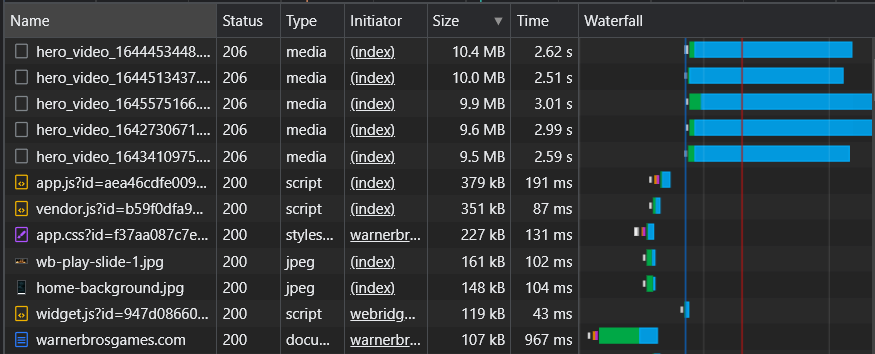 Name Status Type Initiator Size Time Waterfall
hero_video_1644453448.... 206 media (index) 10.4 MB 2.62 s
hero_video_1644513437.... 206 media (index) 10.0 MB 2.51 s
hero_video_1645575166.... 206 media (index) 9.9 MB 3.01 s
hero_video_1642730671.... 206 media (index) 9.6 MB 2.99 s
hero_video_1643410975.... 206 media (index) 9.5 MB 2.59 s
app.js?id=aea46cdfe009... 200 script (index) 379 kB 191 ms
vendor.js?id=b59f0dfa9... 200 script (index) 351 kB 87 ms
app.css?id=f37aa087c7e... 200 styles... warnerbr... 227 kB 131 ms
wb-play-slide-1.jpg 200 jpeg (index) 161 kB 102 ms
home-background.jpg 200 jpeg (index) 148 kB 104 ms
widget.js?id=947d08660... 200 script webridg... 119 kB 43 ms
warnerbrosgames.com 200 docu... warnerbr... 107 kB 967 ms